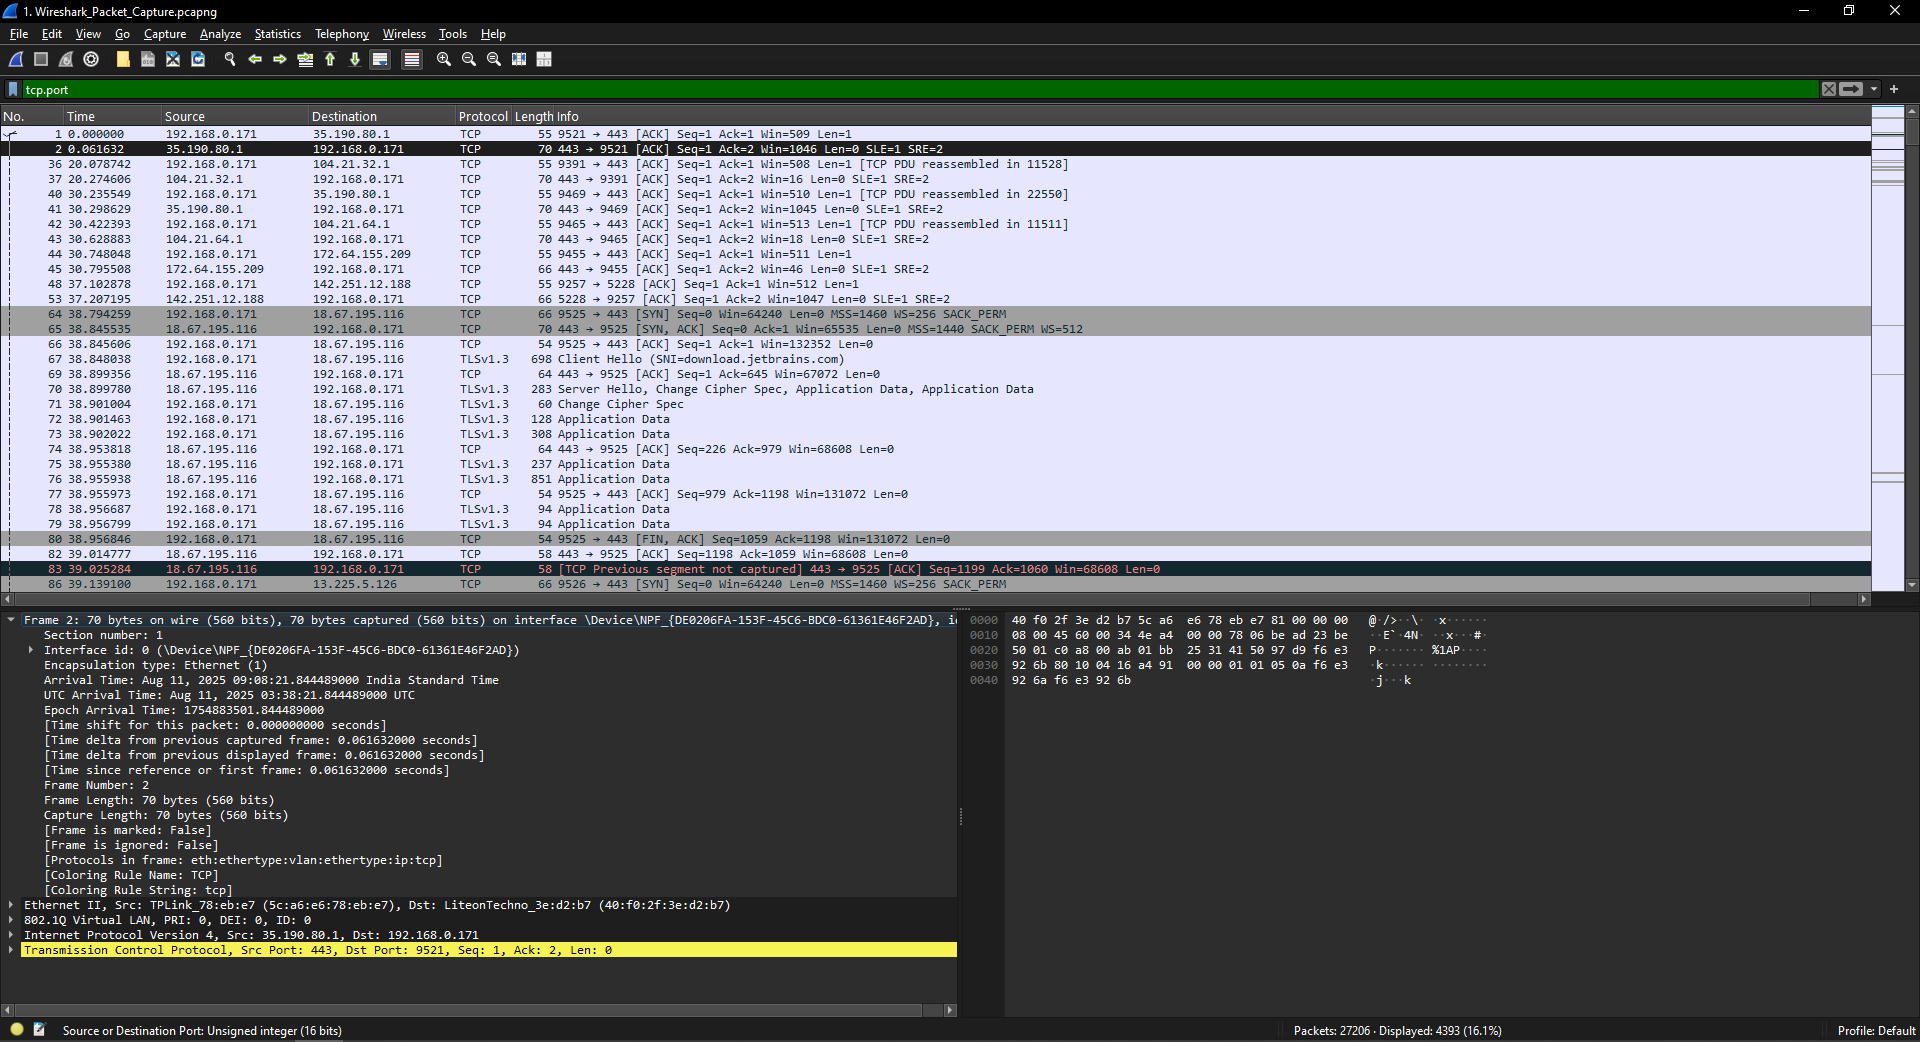 1. Wireshark_Packet_Capture.pcapng
File Edit View Go Capture Analyze Statistics Telephony Wireless Tools Help
tcp.port
No. Time Source Destination Protocol Length Info
1 0.000000 192.168.0.171 35.190.80.1 TCP 55 9521 → 443 [ACK] Seq=1 Ack=1 Win=509 Len=1
2 0.061632 35.190.80.1 192.168.0.171 TCP 70 443 → 9521 [ACK] Seq=1 Ack=2 Win=1046 Len=0 SLE=1 SRE=2
36 20.078742 192.168.0.171 104.21.32.1 TCP 55 9391 → 443 [ACK] Seq=1 Ack=1 Win=508 Len=1 [TCP PDU reassembled in 11528]
37 20.274606 104.21.32.1 192.168.0.171 TCP 70 443 → 9391 [ACK] Seq=1 Ack=2 Win=16 Len=0 SLE=1 SRE=2
40 30.235549 192.168.0.171 35.190.80.1 TCP 55 9469 → 443 [ACK] Seq=1 Ack=1 Win=510 Len=1 [TCP PDU reassembled in 22550]
41 30.298629 35.190.80.1 192.168.0.171 TCP 70 443 → 9469 [ACK] Seq=1 Ack=2 Win=1045 Len=0 SLE=1 SRE=2
42 30.422393 192.168.0.171 104.21.64.1 TCP 55 9465 → 443 [ACK] Seq=1 Ack=1 Win=513 Len=1 [TCP PDU reassembled in 11511]
43 30.628883 104.21.64.1 192.168.0.171 TCP 70 443 → 9465 [ACK] Seq=1 Ack=2 Win=18 Len=0 SLE=1 SRE=2
44 30.748048 192.168.0.171 172.64.155.209 TCP 55 9455 → 443 [ACK] Seq=1 Ack=1 Win=511 Len=1
45 30.795508 172.64.155.209 192.168.0.171 TCP 66 443 → 9455 [ACK] Seq=1 Ack=2 Win=46 Len=0 SLE=1 SRE=2
48 37.102878 192.168.0.171 142.251.12.188 TCP 55 9257 → 5228 [ACK] Seq=1 Ack=1 Win=512 Len=1
53 37.207195 142.251.12.188 192.168.0.171 TCP 66 5228 → 9257 [ACK] Seq=1 Ack=2 Win=1047 Len=0 SLE=1 SRE=2
64 38.794259 192.168.0.171 18.67.195.116 TCP 66 9525 → 443 [SYN] Seq=0 Win=64240 Len=0 MSS=1460 WS=256 SACK_PERM
65 38.845535 18.67.195.116 192.168.0.171 TCP 70 443 → 9525 [SYN, ACK] Seq=0 Ack=1 Win=65535 Len=0 MSS=1440 SACK_PERM WS=512
66 38.845606 192.168.0.171 18.67.195.116 TCP 54 9525 → 443 [ACK] Seq=1 Ack=1 Win=132352 Len=0
67 38.848038 192.168.0.171 18.67.195.116 TLSv1.3 698 Client Hello (SNI=download.jetbrains.com)
69 38.899356 18.67.195.116 192.168.0.171 TCP 64 443 → 9525 [ACK] Seq=1 Ack=645 Win=67072 Len=0
70 38.899780 18.67.195.116 192.168.0.171 TLSv1.3 283 Server Hello, Change Cipher Spec, Application Data, Application Data
71 38.901004 192.168.0.171 18.67.195.116 TLSv1.3 60 Change Cipher Spec
72 38.901463 192.168.0.171 18.67.195.116 TLSv1.3 128 Application Data
73 38.902022 192.168.0.171 18.67.195.116 TLSv1.3 308 Application Data
74 38.953818 18.67.195.116 192.168.0.171 TCP 64 443 → 9525 [ACK] Seq=226 Ack=979 Win=68608 Len=0
75 38.955380 18.67.195.116 192.168.0.171 TLSv1.3 237 Application Data
76 38.955938 18.67.195.116 192.168.0.171 TLSv1.3 851 Application Data
77 38.955973 192.168.0.171 18.67.195.116 TCP 54 9525 → 443 [ACK] Seq=979 Ack=1198 Win=131072 Len=0
78 38.956687 192.168.0.171 18.67.195.116 TLSv1.3 94 Application Data
79 38.956799 192.168.0.171 18.67.195.116 TLSv1.3 94 Application Data
80 38.956846 192.168.0.171 18.67.195.116 TCP 54 9525 → 443 [FIN, ACK] Seq=1059 Ack=1198 Win=131072 Len=0
82 39.014777 18.67.195.116 192.168.0.171 TCP 58 443 → 9525 [ACK] Seq=1198 Ack=1059 Win=68608 Len=0
83 39.025284 18.67.195.116 192.168.0.171 TCP 58 [TCP Previous segment not captured] 443 → 9525 [ACK] Seq=1199 Ack=1060 Win=68608 Len=0
86 39.139100 192.168.0.171 13.225.5.126 TCP 66 9526 → 443 [SYN] Seq=0 Win=64240 Len=0 MSS=1460 WS=256 SACK_PERM
Frame 2: 70 bytes on wire (560 bits), 70 bytes captured (560 bits) on interface \Device\NPF_{DE0206FA-153F-45C6-BDC0-61361E46F2AD}, i
Section number: 1
Interface id: 0 (\Device\NPF_{DE0206FA-153F-45C6-BDC0-61361E46F2AD})
Encapsulation type: Ethernet (1)
Arrival Time: Aug 11, 2025 09:08:21.844489000 India Standard Time
UTC Arrival Time: Aug 11, 2025 03:38:21.844489000 UTC
Epoch Arrival Time: 1754883501.844489000
[Time shift for this packet: 0.000000000 seconds]
[Time delta from previous captured frame: 0.061632000 seconds]
[Time delta from previous displayed frame: 0.061632000 seconds]
[Time since reference or first frame: 0.061632000 seconds]
Frame Number: 2
Frame Length: 70 bytes (560 bits)
Capture Length: 70 bytes (560 bits)
[Frame is marked: False]
[Frame is ignored: False]
[Protocols in frame: eth:ethertype:vlan:ethertype:ip:tcp]
[Coloring Rule Name: TCP]
[Coloring Rule String: tcp]
Ethernet II, Src: TPLink_78:eb:e7 (5c:a6:e6:78:eb:e7), Dst: LiteonTechno_3e:d2:b7 (40:f0:2f:3e:d2:b7)
802.1Q Virtual LAN, PRI: 0, DEI: 0, ID: 0
Internet Protocol Version 4, Src: 35.190.80.1, Dst: 192.168.0.171
Transmission Control Protocol, Src Port: 443, Dst Port: 9521, Seq: 1, Ack: 2, Len: 0
0000 40 f0 2f 3e d2 b7 5c a6 e6 78 eb e7 81 00 00 00 @·/>··\· ·x······
0010 08 00 45 60 00 34 4e a4 00 00 78 06 be ad 23 be ··E`·4N· ··x···#·
0020 50 01 c0 a8 00 ab 01 bb 25 31 41 50 97 d9 f6 e3 P······· %1AP····
0030 92 6b 80 10 04 16 a4 91 00 00 01 01 05 0a f6 e3 ·k······ ········
0040 92 6a f6 e3 92 6b ·j···k
Source or Destination Port: Unsigned integer (16 bits)
Packets: 27206 · Displayed: 4393 (16.1%)
Profile: Default